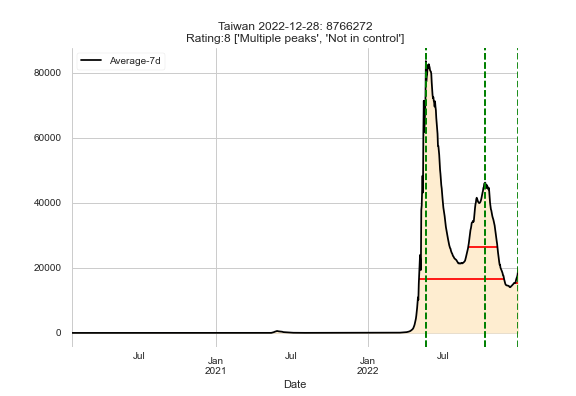 Taiwan 2022-12-28: 8766272
Rating:8 ['Multiple peaks', 'Not in control']
Average-7d
80000
60000
40000
20000
0
Jul
Jan
2021
Jul
Jan
2022
Jul
Date